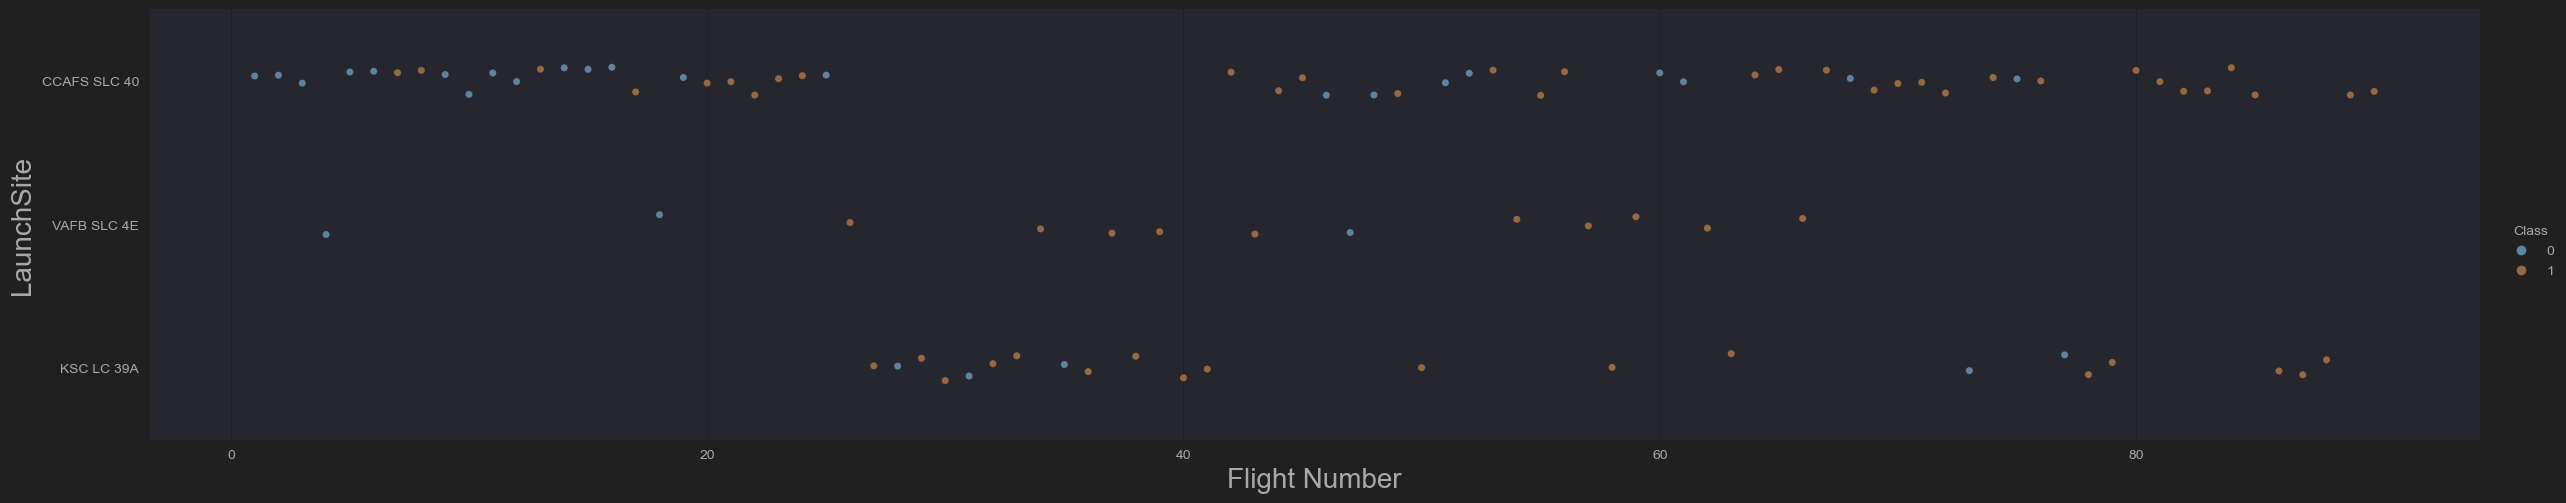 CCAFS SLC 40
VAFB SLC 4E
KSC LC 39A
LaunchSite
0 20 40 60 80
Flight Number
Class
0
1